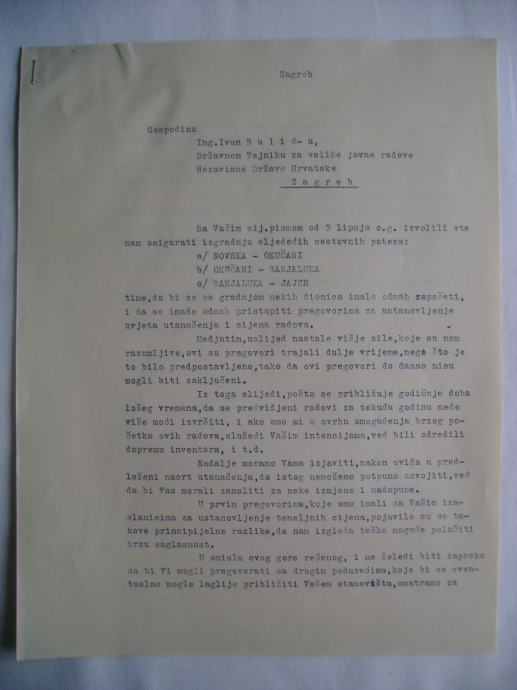 Zagreb
Gospodinu
Ing.Ivan B u l i ć- u,
Državnom Tajniku za velike javne radove
Nezavisne Države Hrvatske
Z a g r e b
Sa Vašim cij.pismom od 5 lipnja o.g. izvolili ste
nam osigurati izgradnju sljedećih cestovnih poteza:
a/ NOVSKA - OKUČANI
b/ OKUČANI - BANJALUKA
c/ BANJALUKA - JAJCE
time,da bi se sa gradnjom nekih dionica imalo odmah započeti,
i da se imade odmah pristupiti pregovorima za ustanovljenje
uvjeta utanačenja i cijena radova.
Medjutim,uslijed nastale višje sile,koje su nam
razumljive,ovi su pregovori trajali dulje vrijeme,nego što je
to bilo predpostavljeno,tako da ovi pregovori do danas nisu
mogli biti zaključeni.
Iz toga slijedi,pošto se približuje godišnje doba
lošeg vremena,da se predvidjeni radovi za tekuću godinu neće
više moći izvršiti, i ako smo mi u svrhu omogućenja brzog po-
četka ovih radova,služeći Vašim intencijama,već bili odredili
dopremu inventara, i t.d.
Nadalje moramo Vama izjaviti,nakon uvida u pred-
loženi nacrt utanačenja,da istog nemožemo potpuno usvojiti,već
da bi Vas morali zamoliti za neke izmjene i nadopune.
U prvim pregovorima,koje smo imali sa Vašim iza-
slanicima za ustanovljenje temeljnih cijena,pojavile su se ta-
kove principijelne razlike,da nam izgleda teško moguće polučiti
brzu saglasnost.
U smislu ovog gore rečenog, i ne želeći biti zapreka
da bi Vi mogli pregovarati sa drugim poduzećima,koje bi se even-
tualno mogle laglije približiti Vašem stanovištu,smatramo za